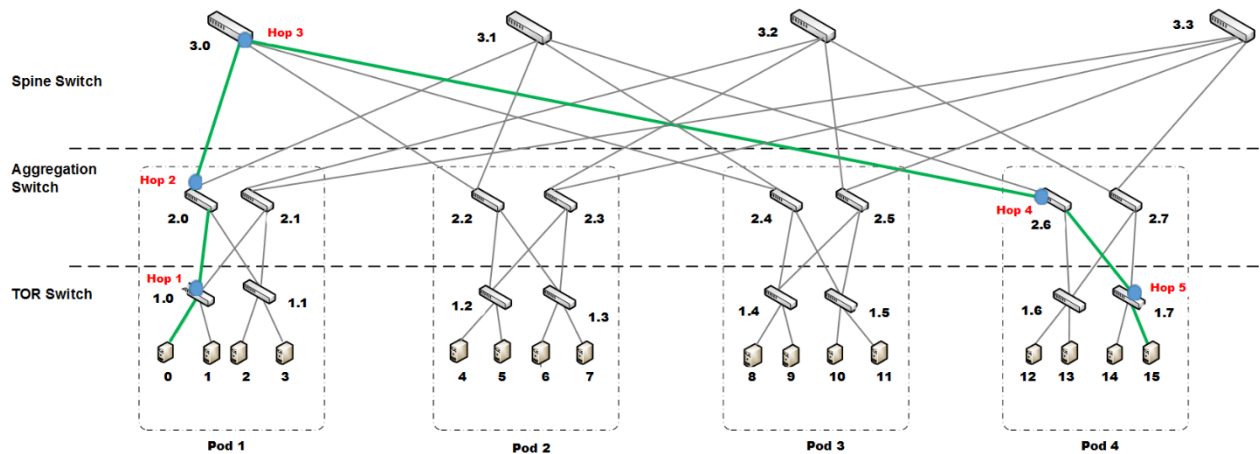 3.0
Hop 3
3.1
3.2
3.3
Spine Switch
Aggregation
Switch
Hop 2
2.0
2.1
2.2
2.3
2.4
2.5
Hop 4
2.6
2.7
TOR Switch
Hop 1
1.0
1.1
1.2
1.3
1.4
1.5
1.6
Hop 5
1.7
0
1
2
3
4
5
6
7
8
9
10
11
12
13
14
15
Pod 1
Pod 2
Pod 3
Pod 4